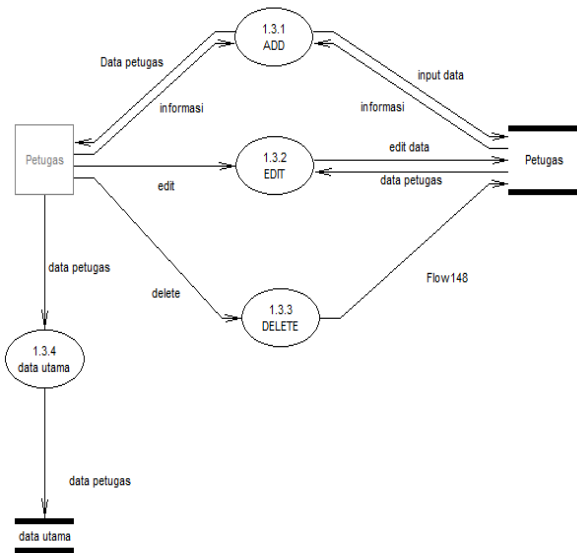 1.3.1
ADD
Data petugas
input data
informasi
informasi
Petugas
1.3.2
EDIT
edit data
Petugas
edit
data petugas
data petugas
delete
Flow148
1.3.3
DELETE
1.3.4
data utama
data petugas
data utama